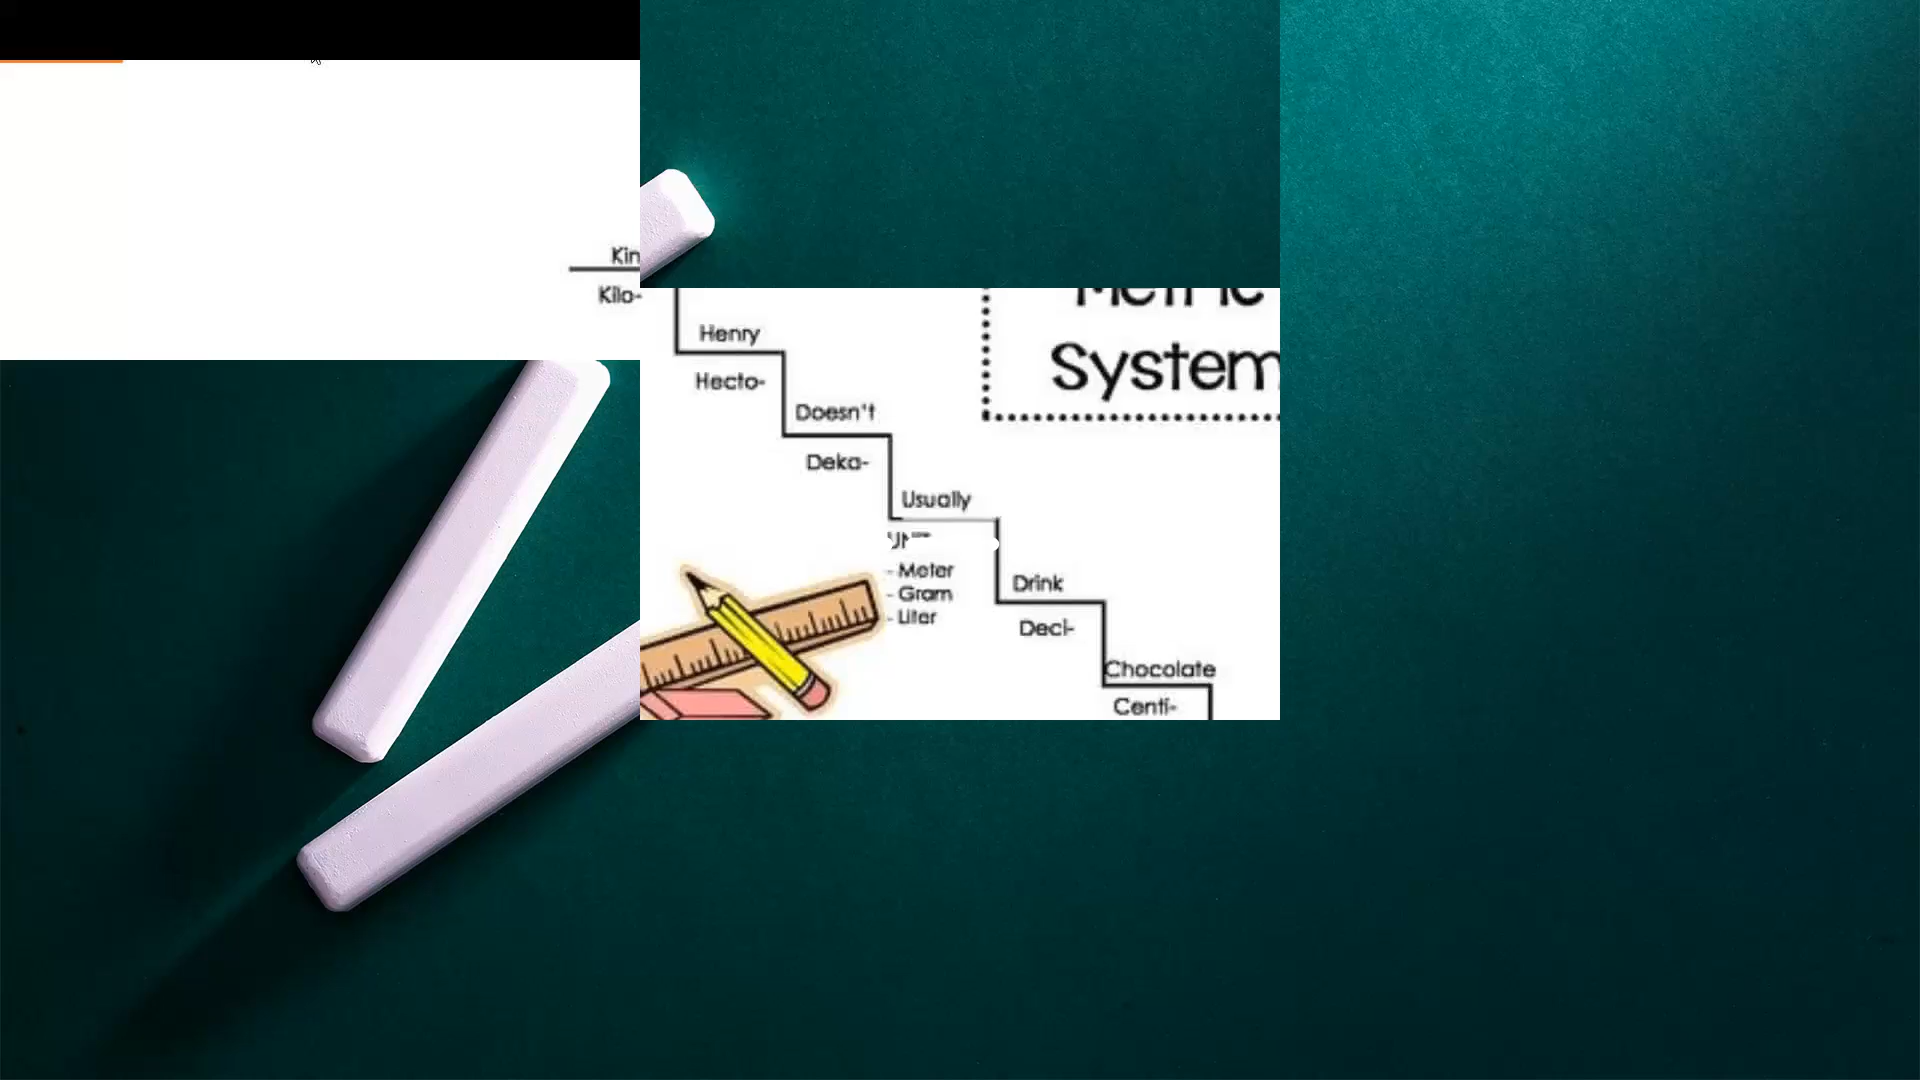 Kin
Kilo-
Henry
Hecto-
System
Doesn't
Deka-
Usually
- Meter
- Gram
- Liter
Drink
Deci-
Chocolate
Centi-